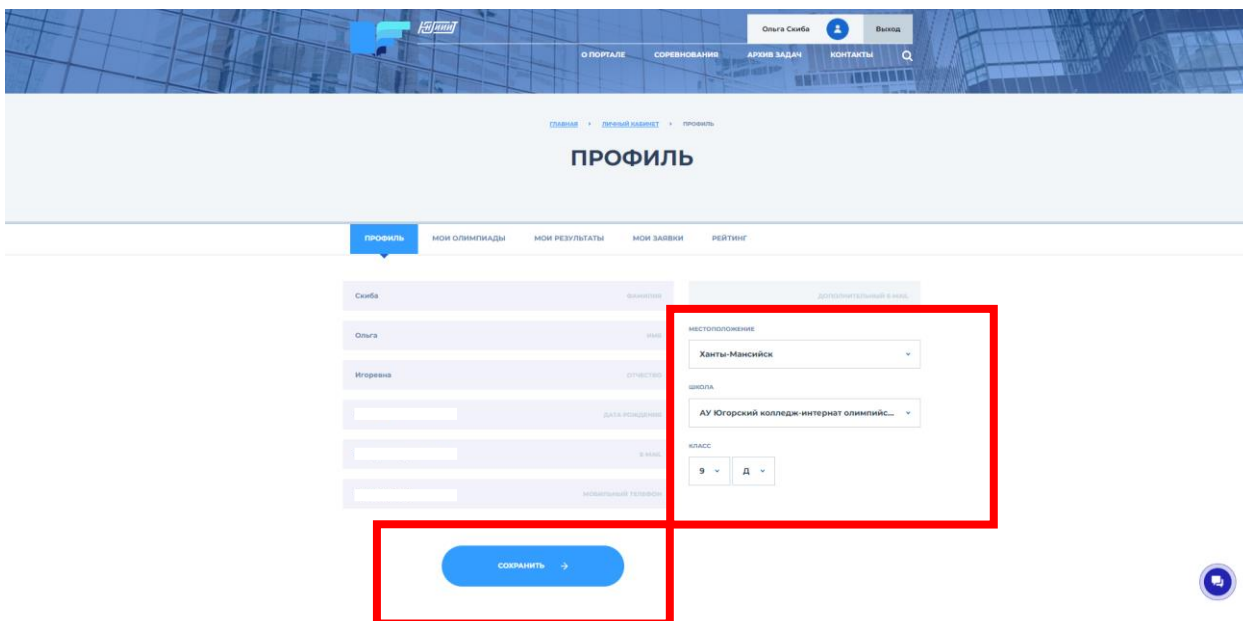 Ольга Скиба
Выход
О ПОРТАЛЕ СОРЕВНОВАНИЯ АРХИВ ЗАДАЧ КОНТАКТЫ
ГЛАВНАЯ ЛИЧНЫЙ КАБИНЕТ ПРОФИЛЬ
ПРОФИЛЬ
ПРОФИЛЬ МОИ ОЛИМПИАДЫ МОИ РЕЗУЛЬТАТЫ МОИ ЗАЯВКИ РЕЙТИНГ
Скиба ФАМИЛИЯ
Ольга ИМЯ
Игоревна ОТЧЕСТВО
ДАТА РОЖДЕНИЯ
E-MAIL
МОБИЛЬНЫЙ ТЕЛЕФОН
СОХРАНИТЬ
ДОПОЛНИТЕЛЬНЫЙ E-MAIL
МЕСТОПОЛОЖЕНИЕ
Ханты-Мансийск
ШКОЛА
АУ Югорский колледж-интернат олимпийс...
КЛАСС
9 Д